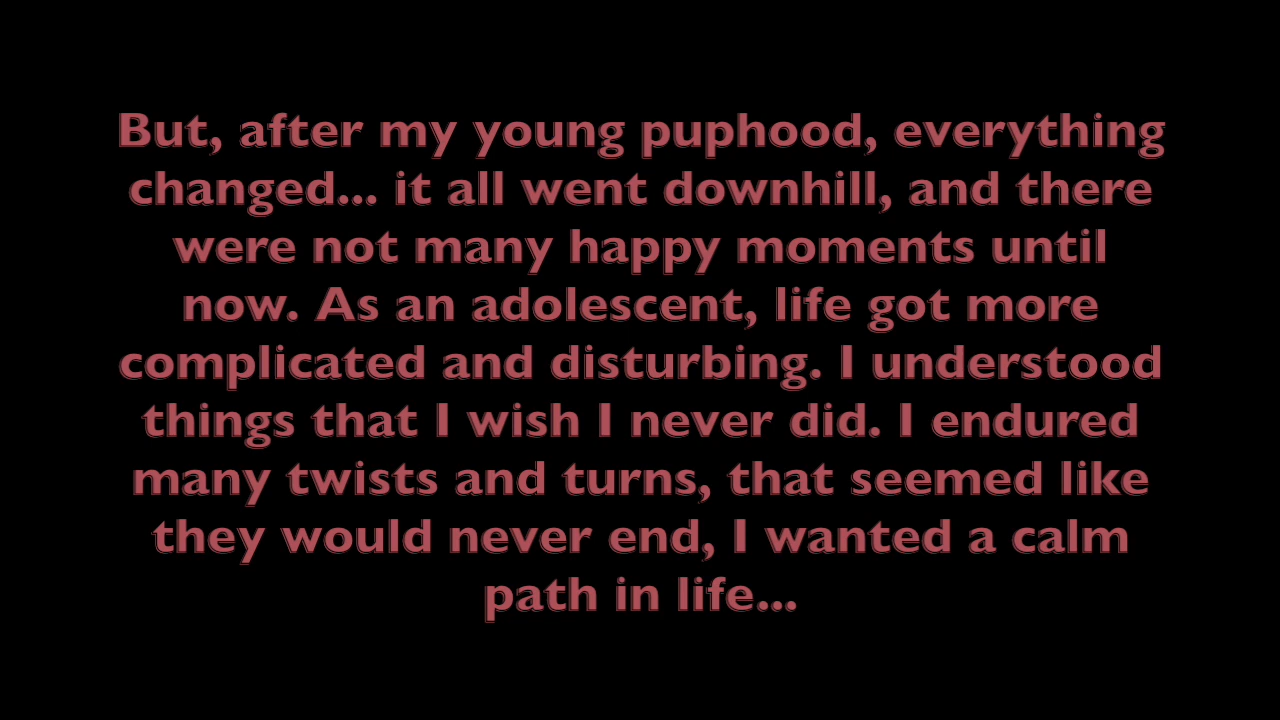 But, after my young puphood, everything
changed... it all went downhill, and there
were not many happy moments until
now. As an adolescent, life got more
complicated and disturbing. I understood
things that I wish I never did. I endured
many twists and turns, that seemed like
they would never end, I wanted a calm
path in life...